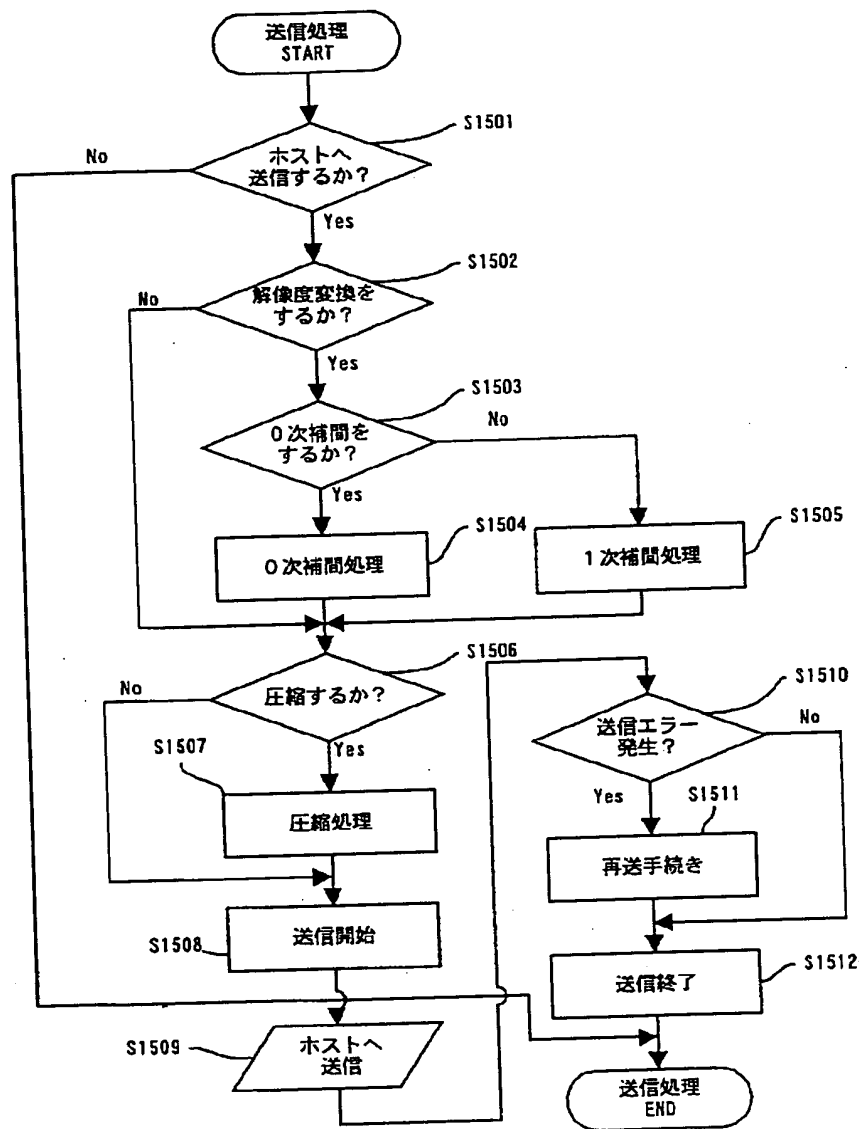 送信処理
START
S1501
No
ホストへ
送信するか?
Yes
S1502
No
解像度変換を
するか?
Yes
S1503
0次補間を
するか?
No
Yes
S1504
0次補間処理
S1505
1次補間処理
S1506
No
圧縮するか?
Yes
S1507
圧縮処理
S1508
送信開始
S1509
ホストへ
送信
S1510
送信エラー
発生?
No
Yes
S1511
再送手続き
S1512
送信終了
送信処理
END